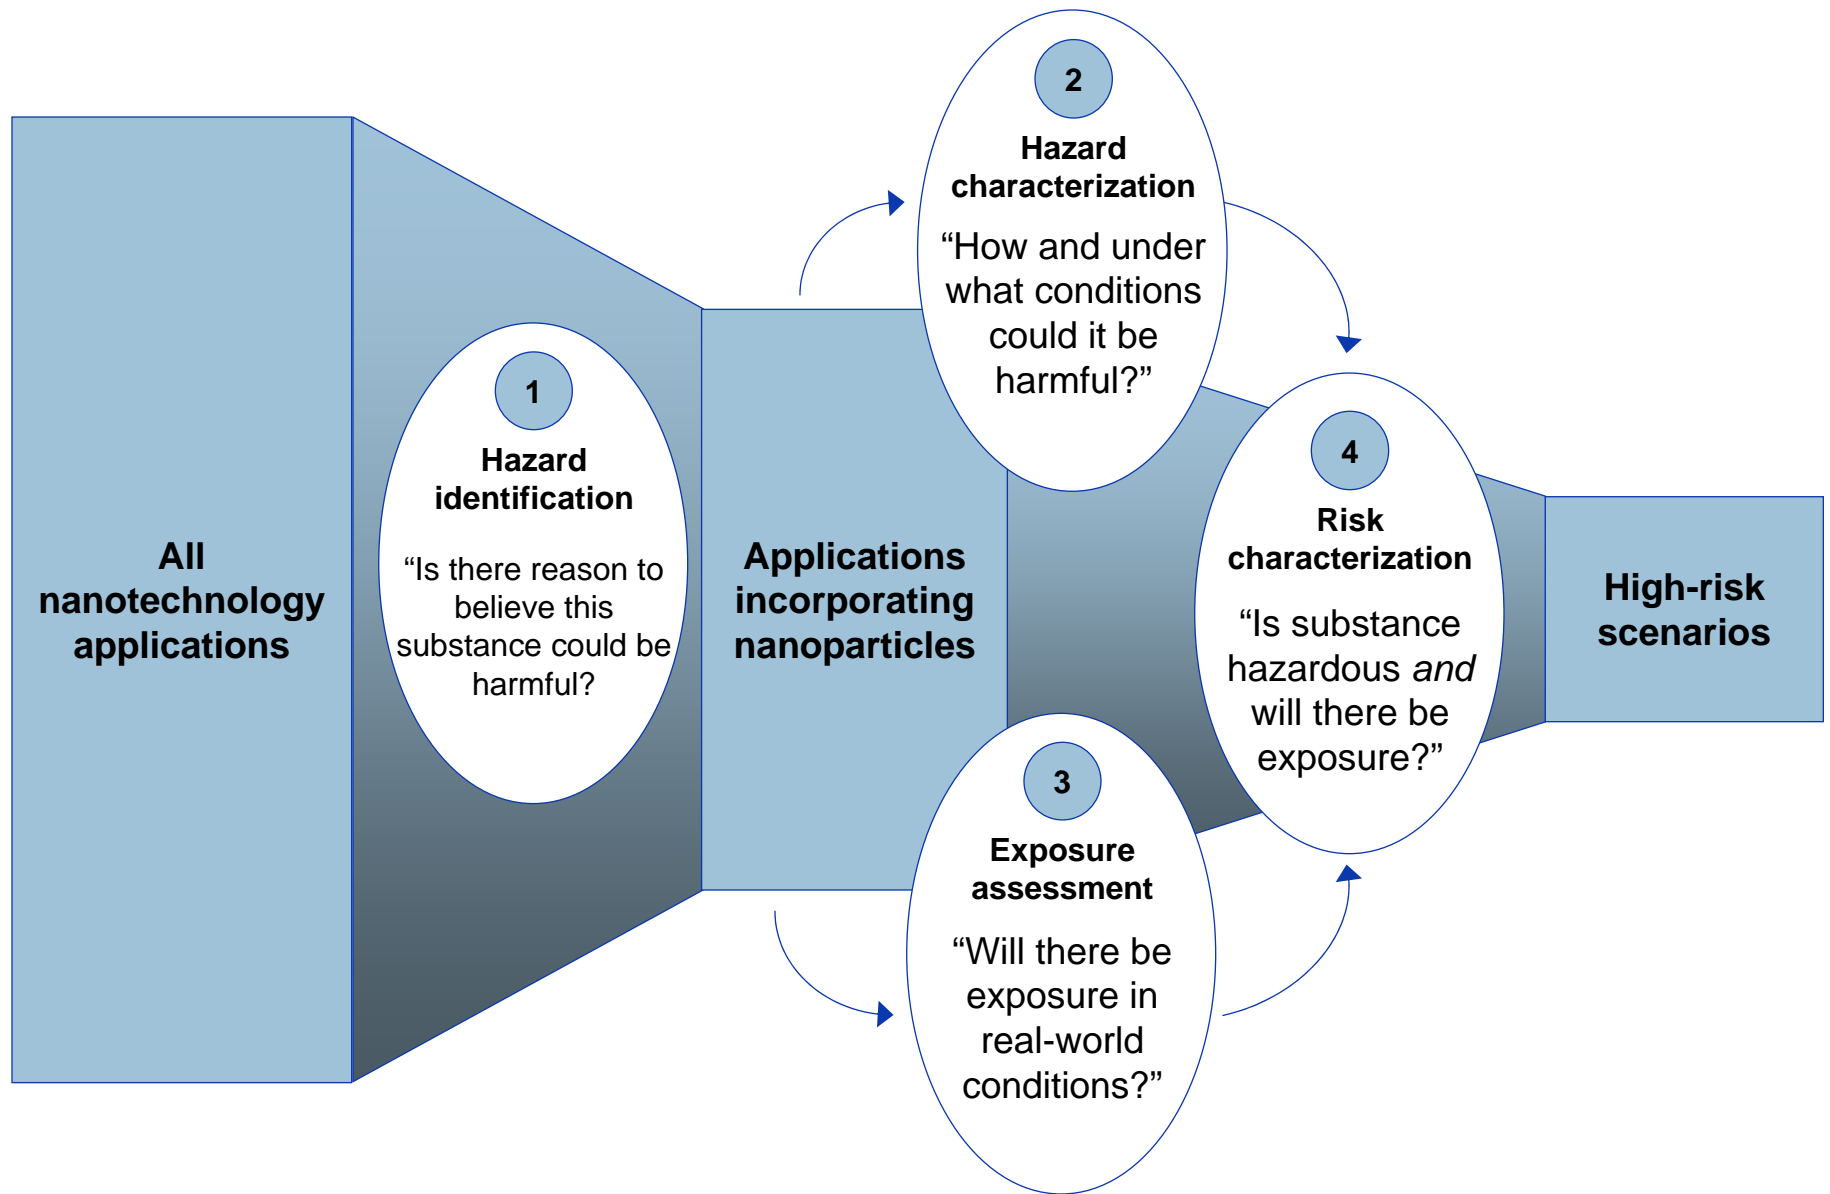 All
nanotechnology
applications
1
Hazard
identification
“Is there reason to
believe this
substance could be
harmful?
Applications
incorporating
nanoparticles
2
Hazard
characterization
“How and under
what conditions
could it be
harmful?”
3
Exposure
assessment
“Will there be
exposure in
real-world
conditions?”
4
Risk
characterization
“Is substance
hazardous and
will there be
exposure?”
High-risk
scenarios